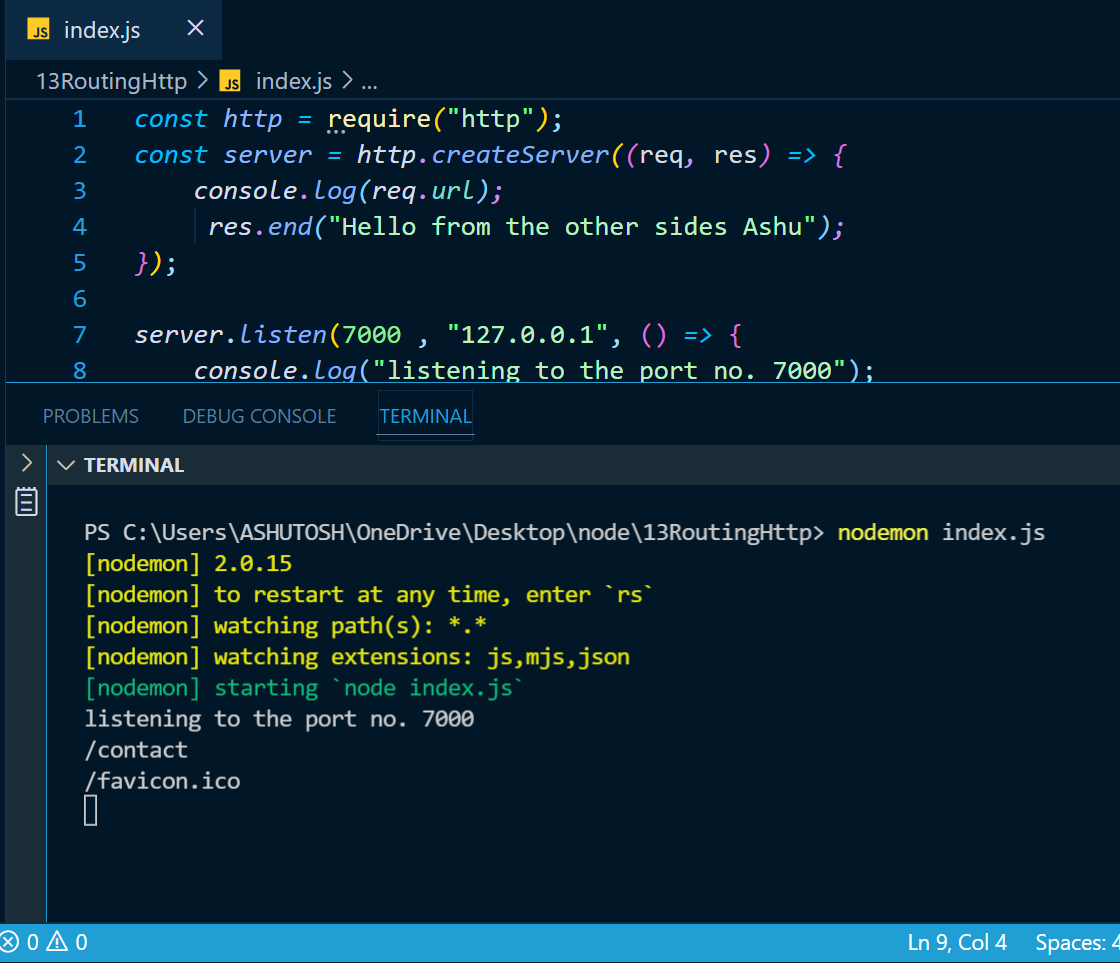 JS index.js ×
13RoutingHttp > JS index.js > ...
1 const http = require("http");
2 const server = http.createServer((req, res) => {
3 console.log(req.url);
4 res.end("Hello from the other sides Ashu");
5 });
6
7 server.listen(7000 , "127.0.0.1", () => {
8 console.log("listening to the port no. 7000");
PROBLEMS DEBUG CONSOLE TERMINAL
TERMINAL
PS C:\Users\ASHUTOSH\OneDrive\Desktop\node\13RoutingHttp> nodemon index.js
[nodemon] 2.0.15
[nodemon] to restart at any time, enter `rs`
[nodemon] watching path(s): *.*
[nodemon] watching extensions: js,mjs,json
[nodemon] starting `node index.js`
listening to the port no. 7000
/contact
/favicon.ico
0 0 Ln 9, Col 4 Spaces: 4